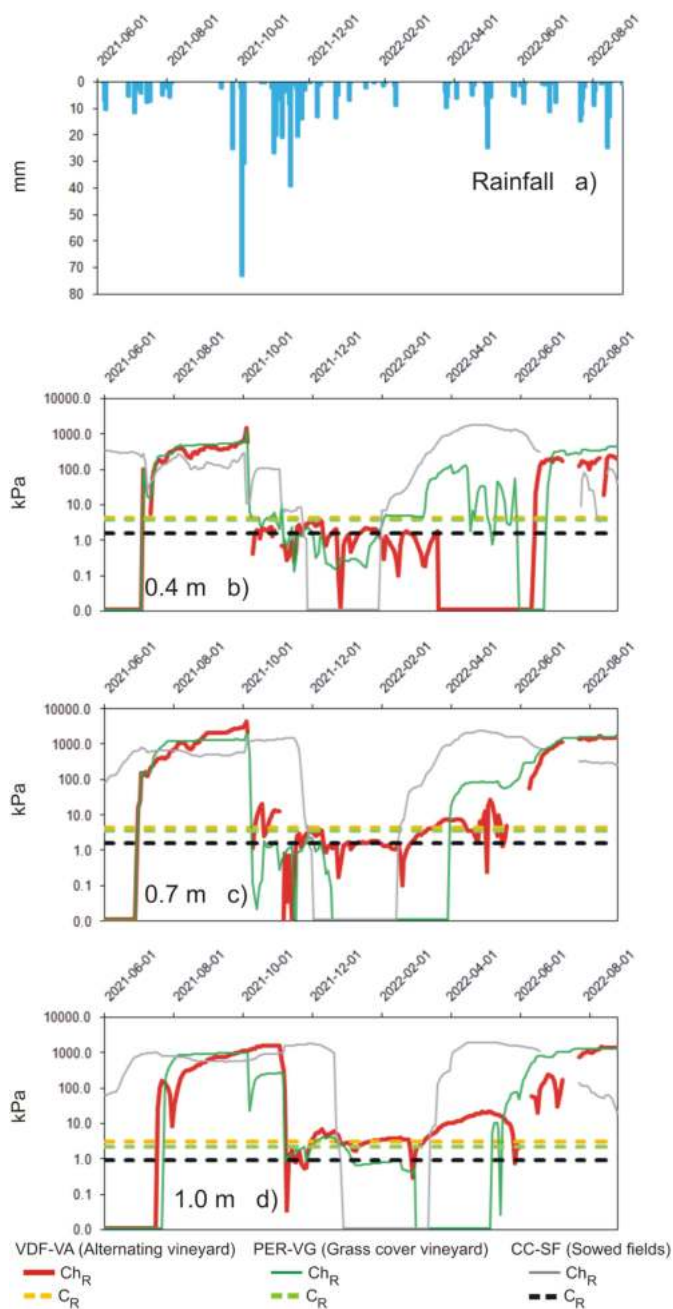 2021-06-01 2021-08-01 2021-10-01 2021-12-01 2022-02-01 2022-04-01 2022-06-01 2022-08-01
0
10
20
30
40
50
60
70
80
mm
Rainfall a)
2021-06-01 2021-08-01 2021-10-01 2021-12-01 2022-02-01 2022-04-01 2022-06-01 2022-08-01
10000.0
1000.0
100.0
10.0
1.0
0.1
0.0
kPa
0.4 m b)
2021-06-01 2021-08-01 2021-10-01 2021-12-01 2022-02-01 2022-04-01 2022-06-01 2022-08-01
10000.0
1000.0
100.0
10.0
1.0
0.1
0.0
kPa
0.7 m c)
2021-06-01 2021-08-01 2021-10-01 2021-12-01 2022-02-01 2022-04-01 2022-06-01 2022-08-01
10000.0
1000.0
100.0
10.0
1.0
0.1
0.0
kPa
1.0 m d)
VDF-VA (Alternating vineyard) PER-VG (Grass cover vineyard) CC-SF (Sowed fields)
ChR ChR ChR
CR CR CR